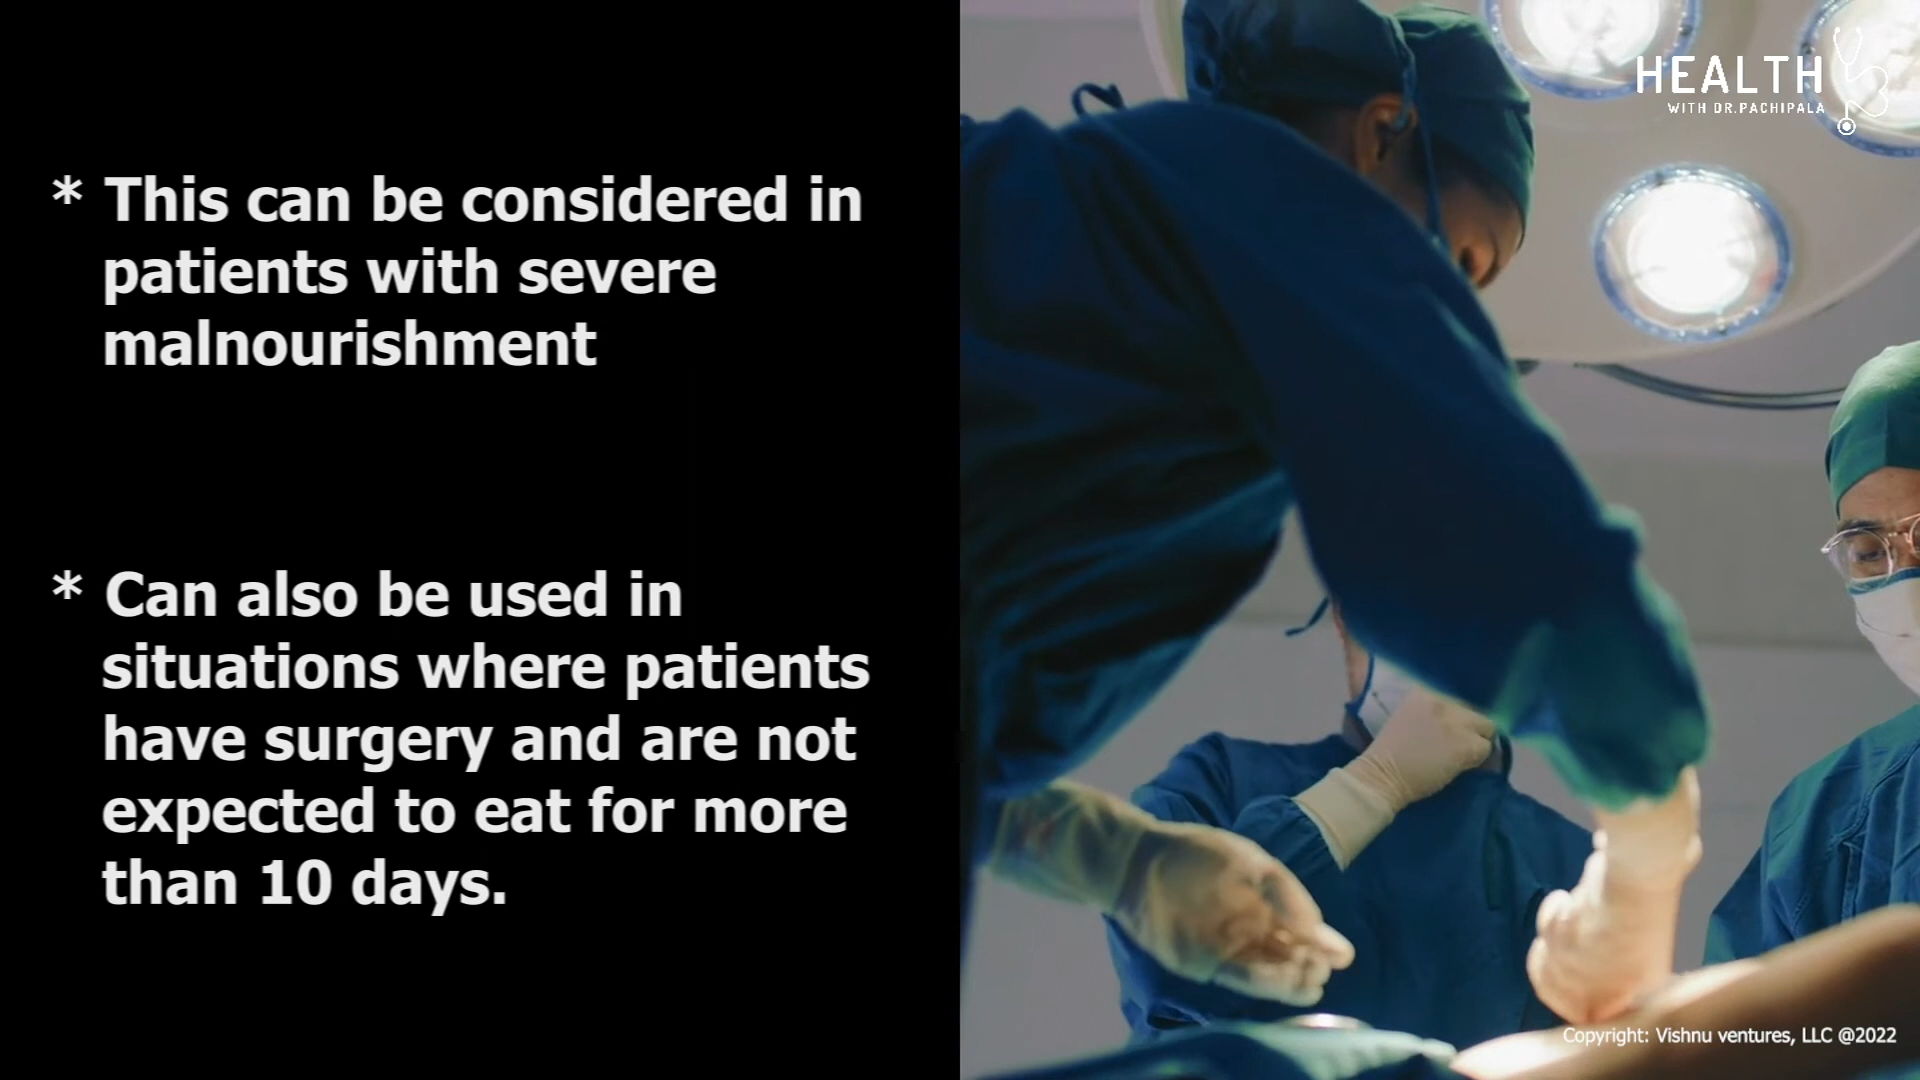 HEALTH
WITH DR.PACHIPALA
* This can be considered in
patients with severe
malnourishment
* Can also be used in
situations where patients
have surgery and are not
expected to eat for more
than 10 days.
Copyright: Vishnu ventures, LLC @2022